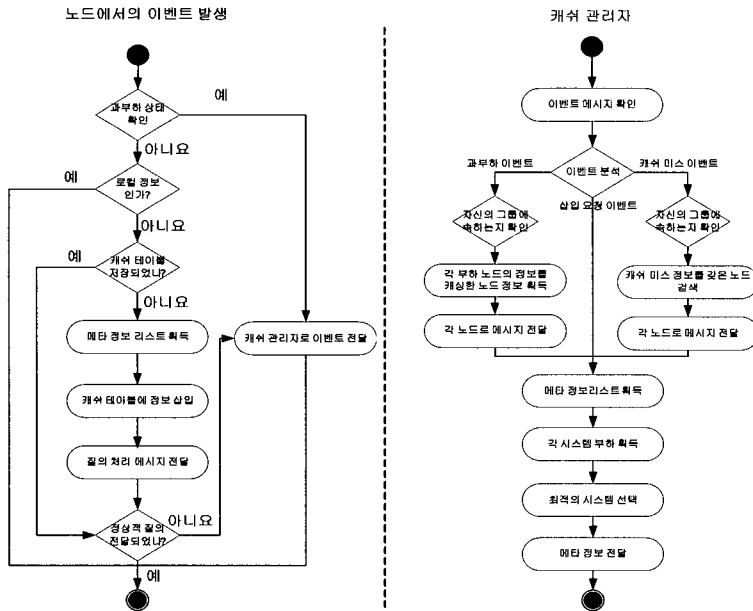 노드에서의 이벤트 발생
과부하 상태
확인
예
아니요
로컬 정보
인가?
예
아니요
캐쉬 테이블
저장되었나?
예
아니요
메타 정보 리스트 획득
캐쉬 관리자로 이벤트 전달
캐쉬 테이블에 정보 삽입
질의 처리 메시지 전달
정상적 질의
전달되었나?
아니요
예
캐쉬 관리자
이벤트 메시지 확인
이벤트 분석
과부하 이벤트
캐쉬 미스 이벤트
삽입 요청 이벤트
자신의 그룹에
속하는지 확인
자신의 그룹에
속하는지 확인
각 부하 노드의 정보를
캐싱한 노드 정보 획득
캐쉬 미스 정보를 갖은 노드
검색
각 노드로 메시지 전달
각 노드로 메시지 전달
메타 정보리스트 획득
각 시스템 부하 획득
최적의 시스템 선택
메타 정보 전달